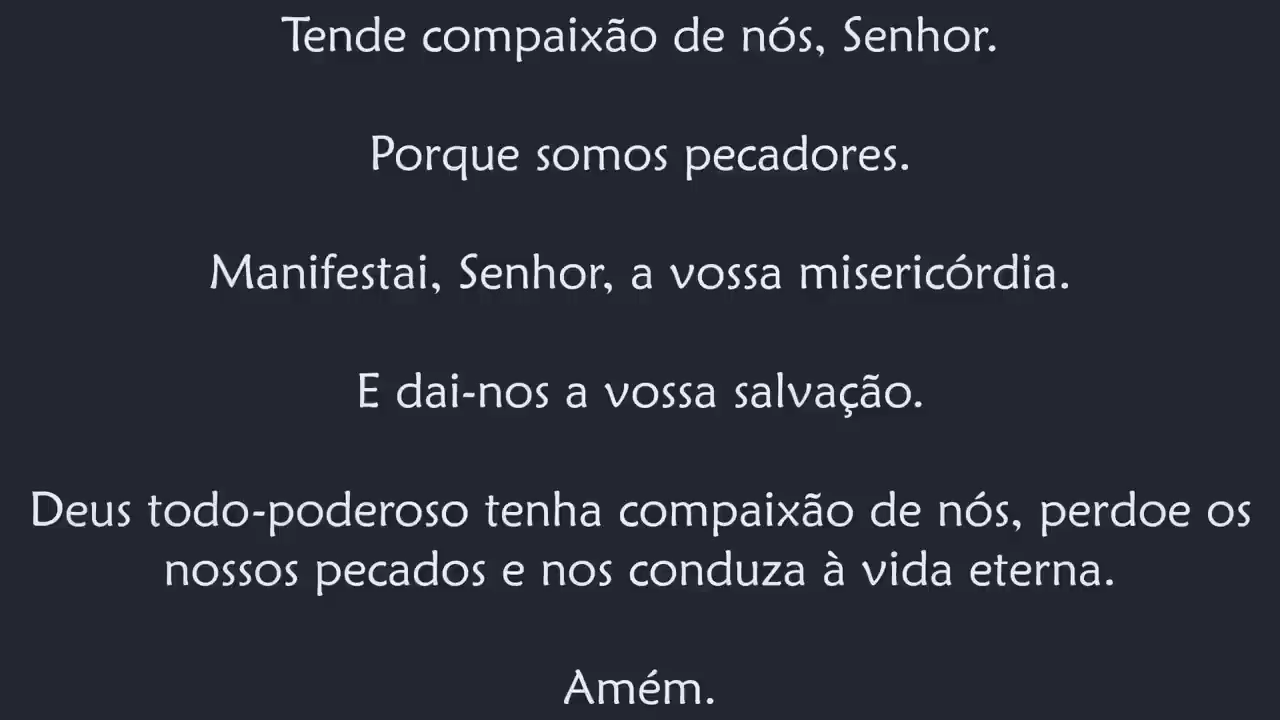 Tende compaixão de nós, Senhor.
Porque somos pecadores.
Manifestai, Senhor, a vossa misericórdia.
E dai-nos a vossa salvação.
Deus todo-poderoso tenha compaixão de nós, perdoe os
nossos pecados e nos conduza à vida eterna.
Amém.